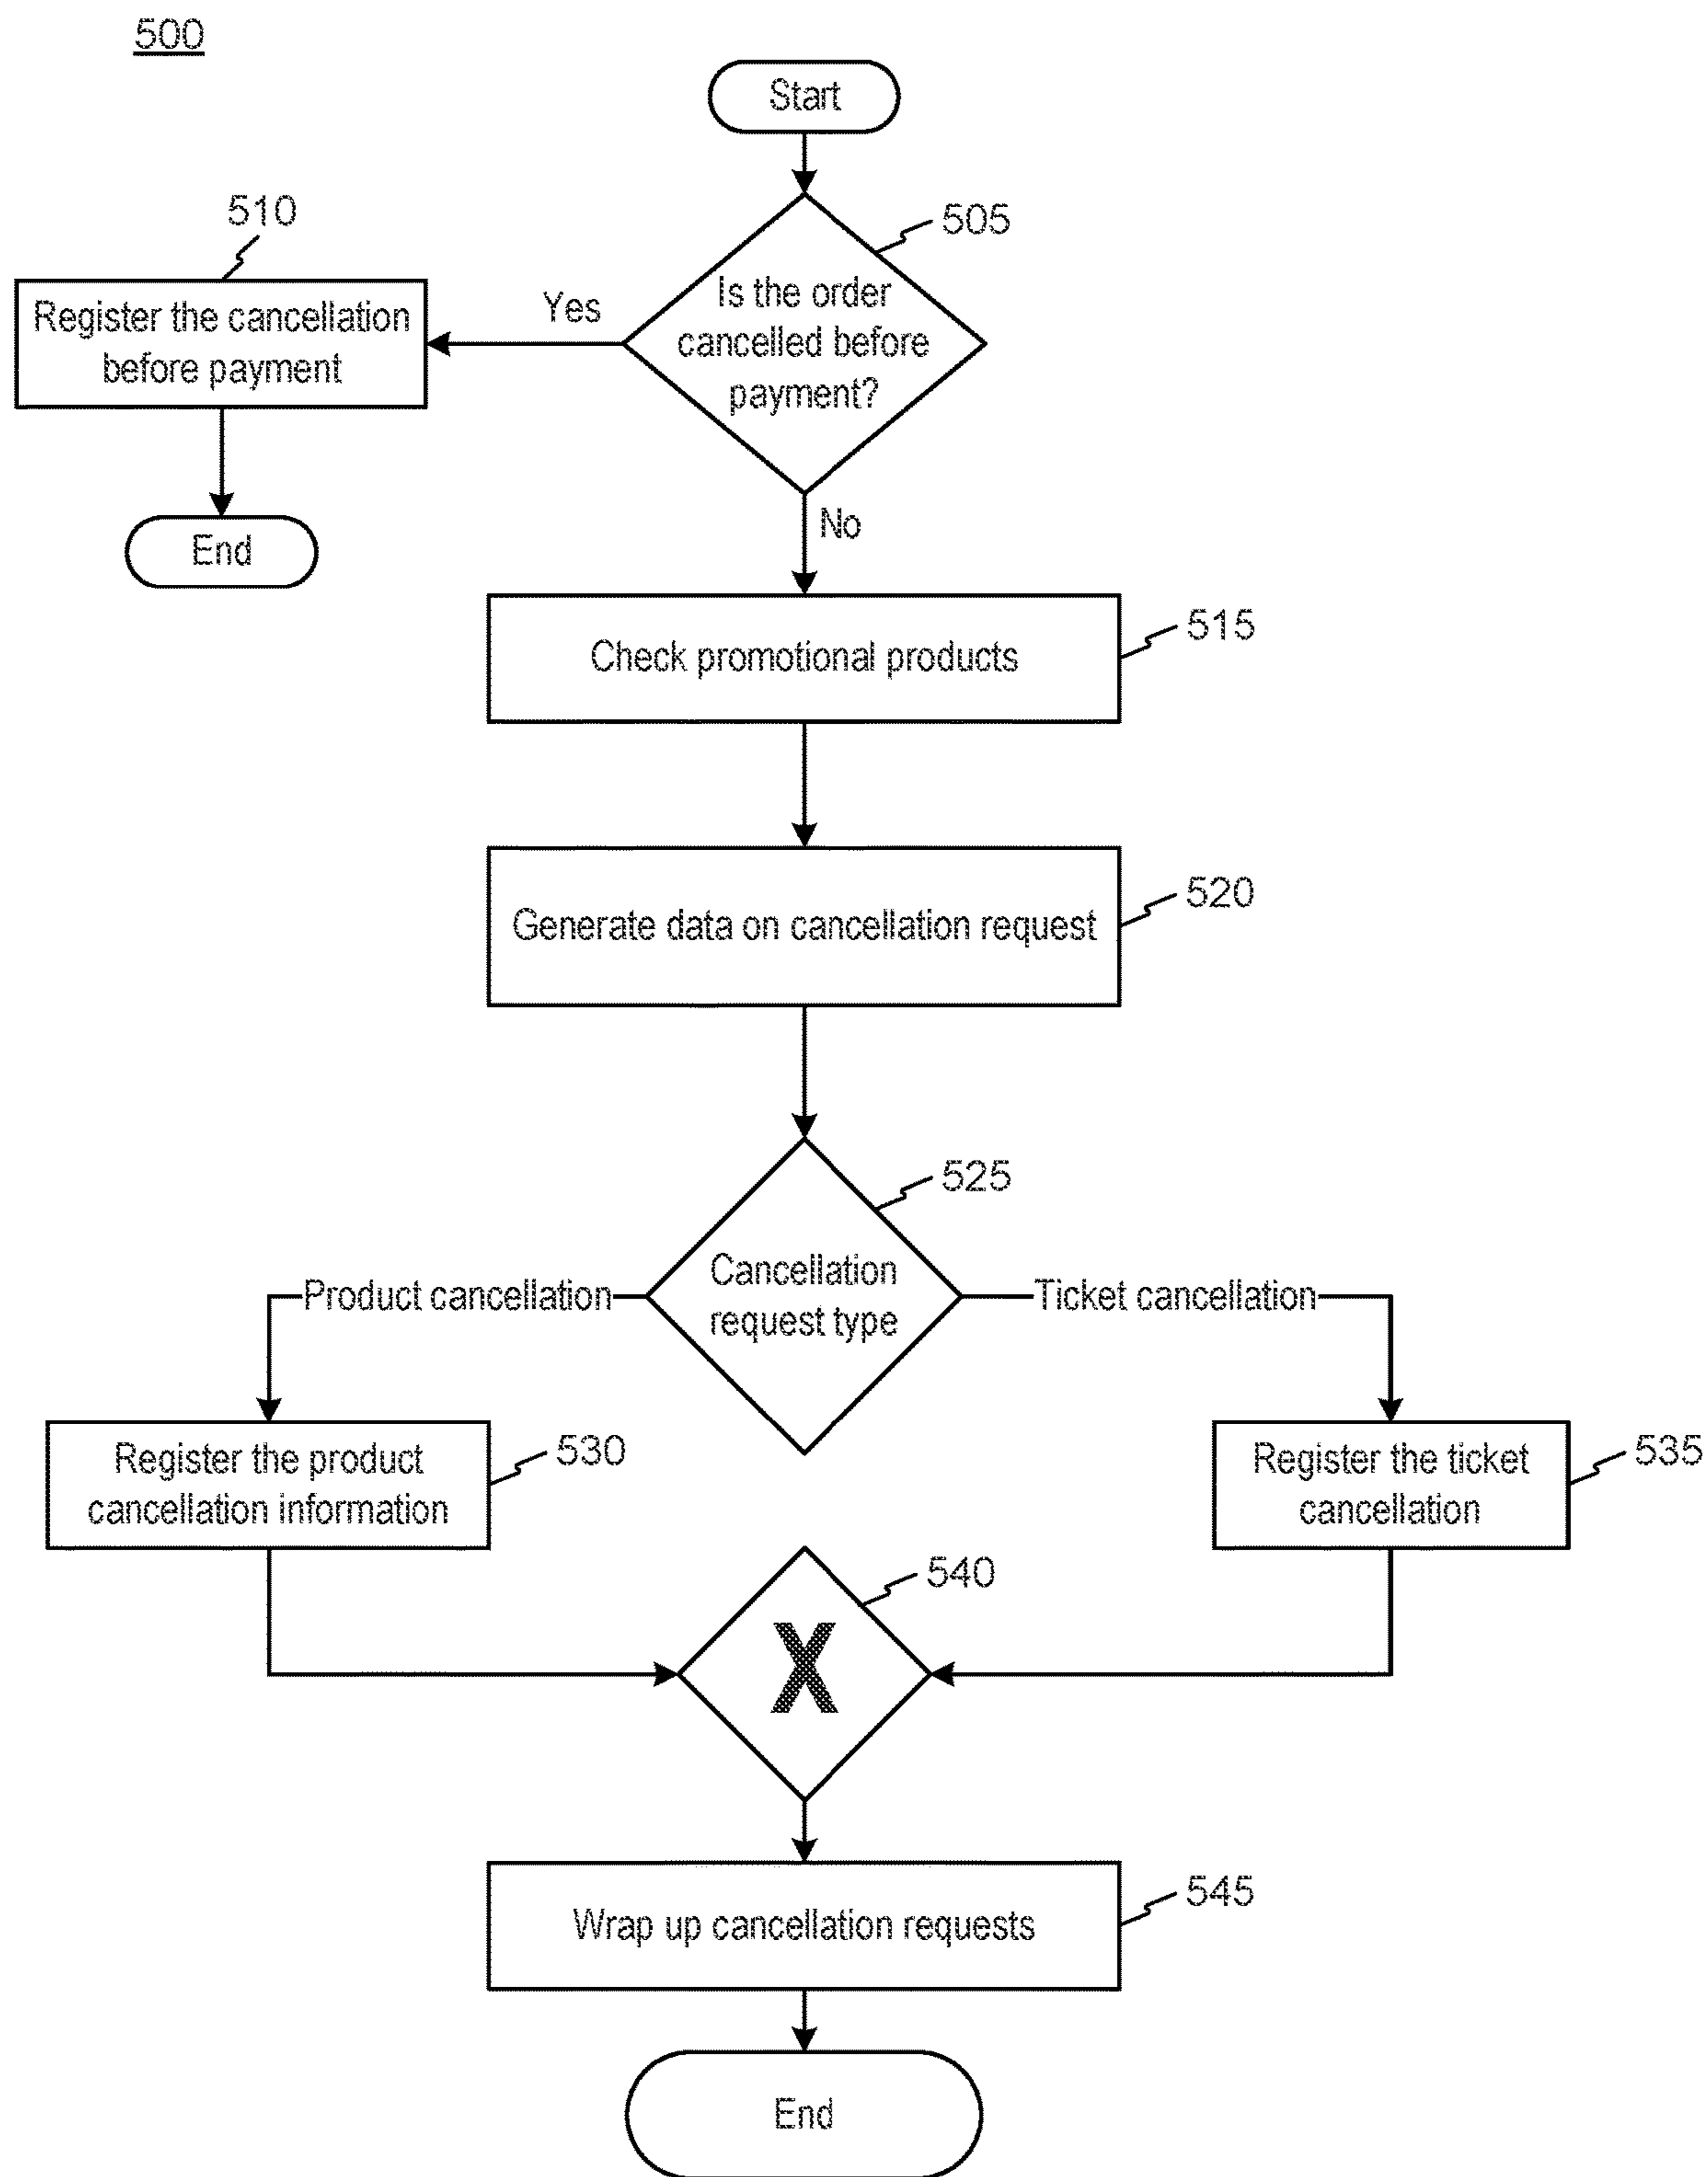 500
Start
505
Is the order
cancelled before
payment?
Yes
510
Register the cancellation
before payment
End
No
Check promotional products
515
Generate data on cancellation request
520
525
Cancellation
request type
Product cancellation
Ticket cancellation
Register the product
cancellation information
530
Register the ticket
cancellation
535
540
X
Wrap up cancellation requests
545
End